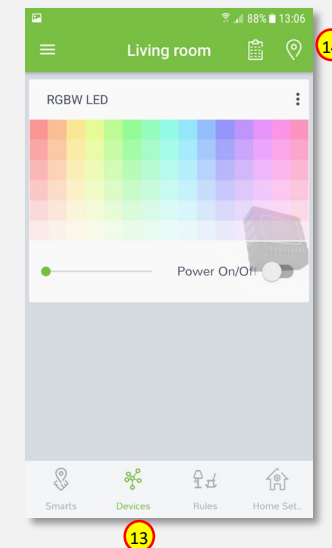 88% 13:06
Living room
14
RGBW LED
Power On/Off
Smarts Devices Rules Home Set..
13